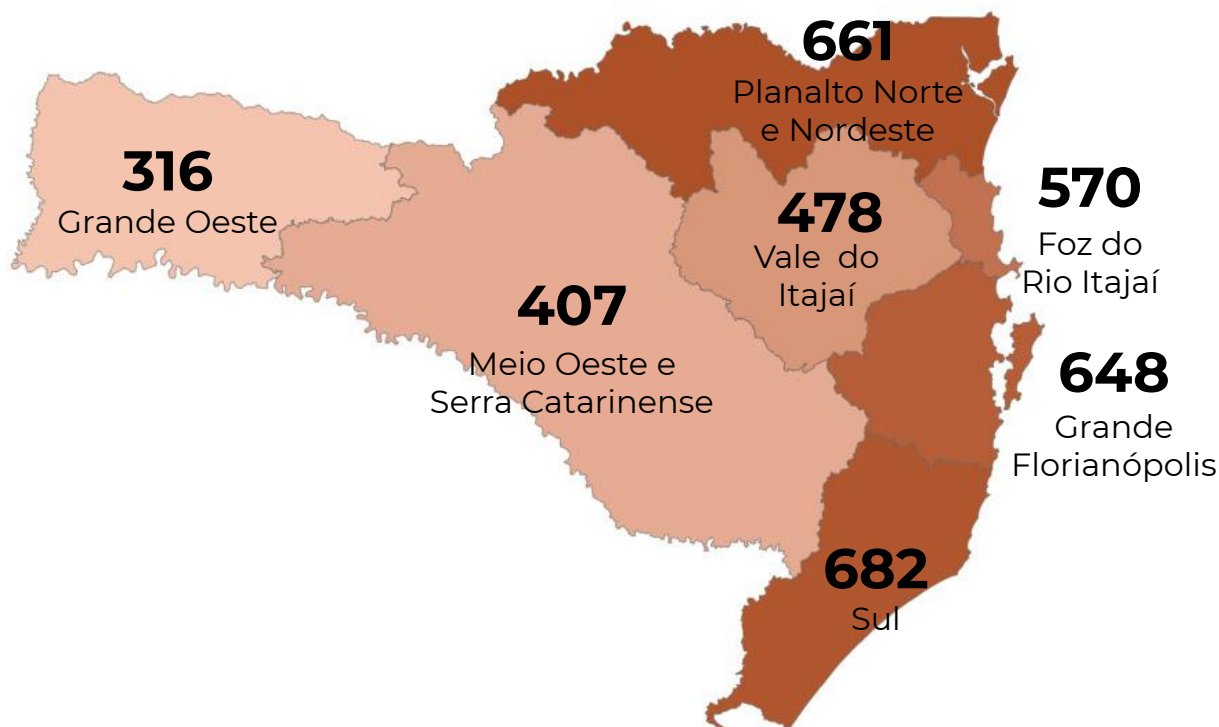 661
Planalto Norte
e Nordeste
316
Grande Oeste
478
Vale do
Itajaí
570
Foz do
Rio Itajaí
407
Meio Oeste e
Serra Catarinense
648
Grande
Florianópolis
682
Sul